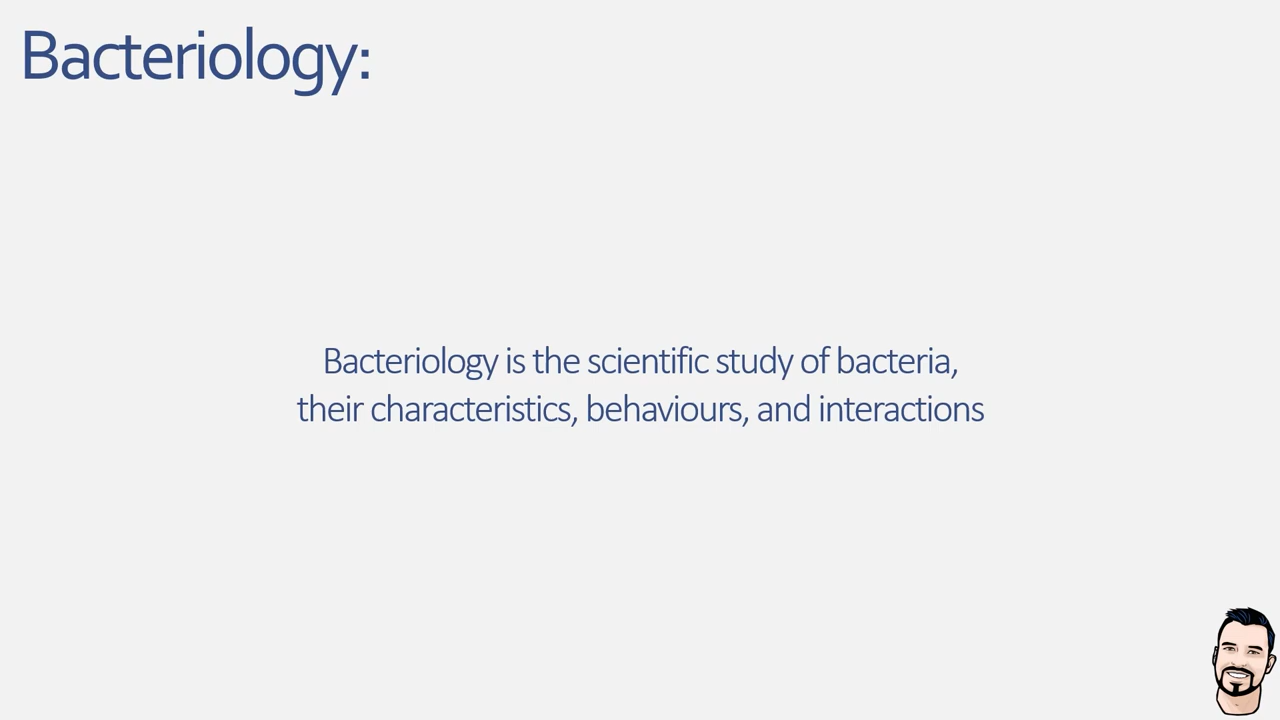 Bacteriology:
Bacteriology is the scientific study of bacteria,
their characteristics, behaviours, and interactions